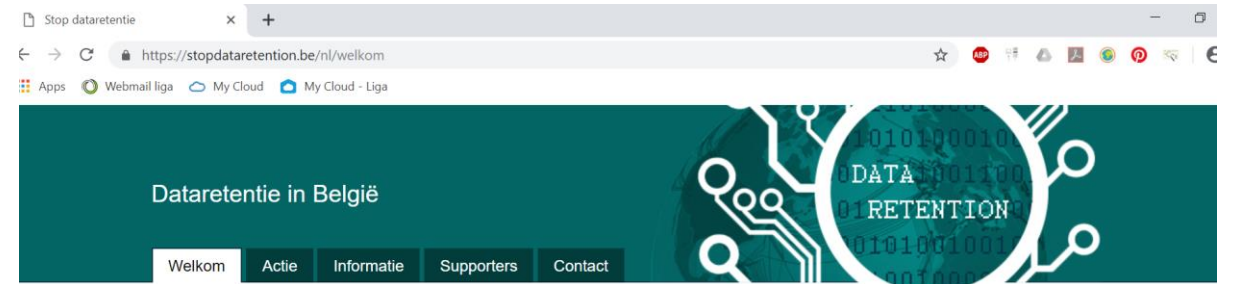 Stop dataretentie
https://stopdataretention.be/nl/welkom
ABP
Apps Webmail liga My Cloud My Cloud - Liga
Dataretentie in België
DATA
RETENTION
Welkom Actie Informatie Supporters Contact